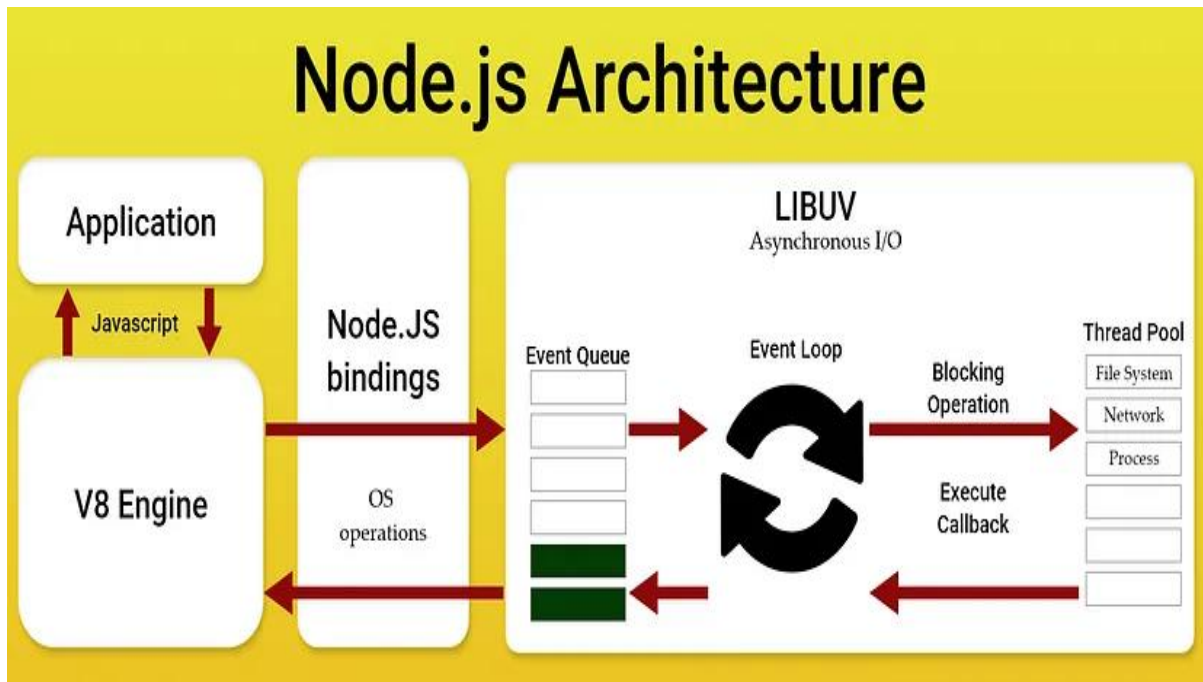 Node.js Architecture
Application
Javascript
V8 Engine
Node.JS
bindings
OS
operations
LIBUV
Asynchronous I/O
Event Queue
Event Loop
Blocking
Operation
Execute
Callback
Thread Pool
File System
Network
Process